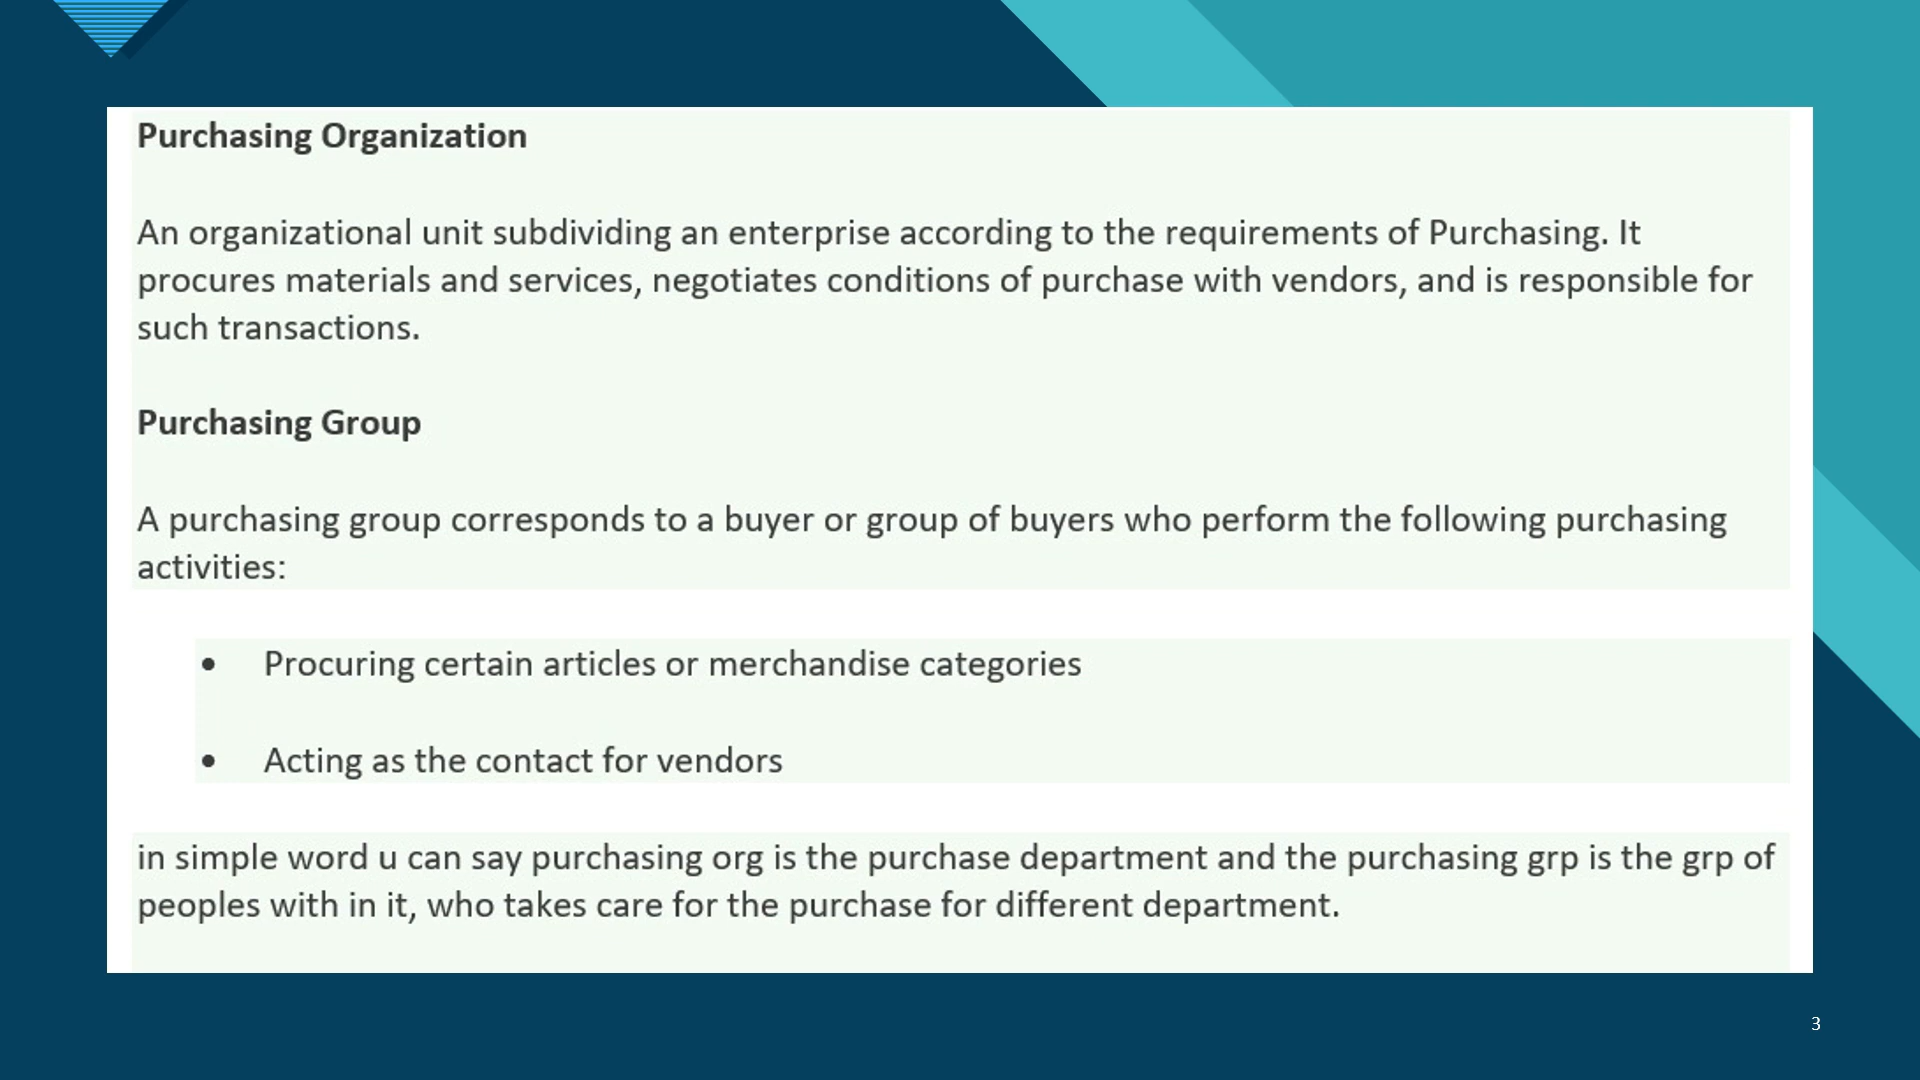 Purchasing Organization
An organizational unit subdividing an enterprise according to the requirements of Purchasing. It
procures materials and services, negotiates conditions of purchase with vendors, and is responsible for
such transactions.
Purchasing Group
A purchasing group corresponds to a buyer or group of buyers who perform the following purchasing
activities:
• Procuring certain articles or merchandise categories
• Acting as the contact for vendors
in simple word u can say purchasing org is the purchase department and the purchasing grp is the grp of
peoples with in it, who takes care for the purchase for different department.
3